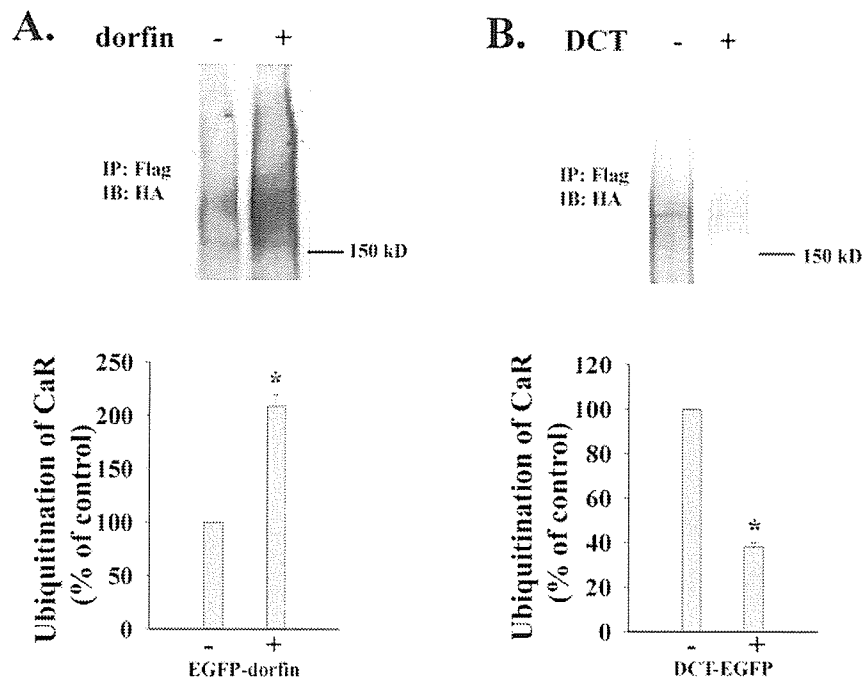 A. dorfin - +
IP: Flag
IB: HA
150 kD
Ubiquitination of CaR
(% of control)
250
200
150
100
50
0
*
- +
EGFP-dorfin
B. DCT - +
IP: Flag
IB: HA
150 kD
Ubiquitination of CaR
(% of control)
120
100
80
60
40
20
0
*
- +
DCT-EGFP